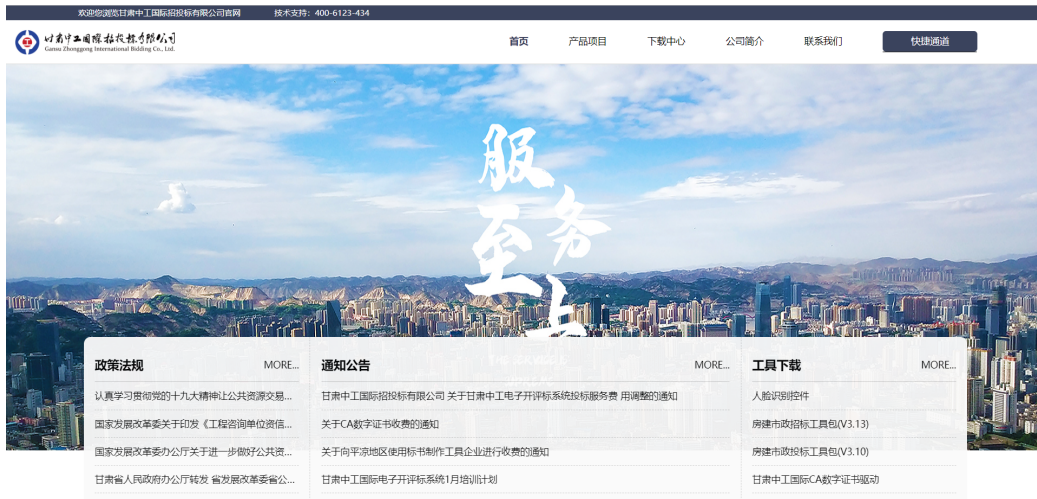 欢迎您浏览甘肃中工国际招投标有限公司官网
技术支持：400-6123-434
甘肃中工国际招投标有限公司
Gansu Zhonggong International Bidding Co., Ltd.
首页
产品项目
下载中心
公司简介
联系我们
快捷通道
服务
至上
政策法规
MORE...
认真学习贯彻党的十九大精神让公共资源交易...
国家发展改革委关于印发《工程咨询单位资信...
国家发展改革委办公厅关于进一步做好公共资...
甘肃省人民政府办公厅转发 省发展改革委省公...
通知公告
MORE...
甘肃中工国际招投标有限公司 关于甘肃中工电子开评标系统投标服务费 用调整的通知
关于CA数字证书收费的通知
关于向平凉地区使用标书制作工具企业进行收费的通知
甘肃中工国际电子开评标系统1月培训计划
工具下载
MORE...
人脸识别控件
房建市政招标工具包(V3.13)
房建市政投标工具包(V3.10)
甘肃中工国际CA数字证书驱动